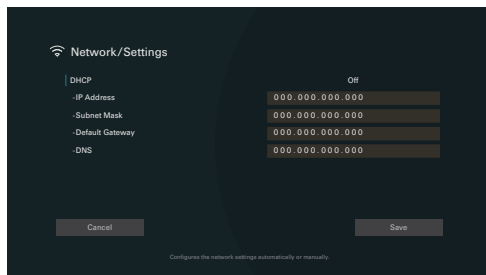 Network/Settings
DHCP Off
-IP Address 000.000.000.000
-Subnet Mask 000.000.000.000
-Default Gateway 000.000.000.000
-DNS 000.000.000.000
Cancel Save
Configures the network settings automatically or manually.